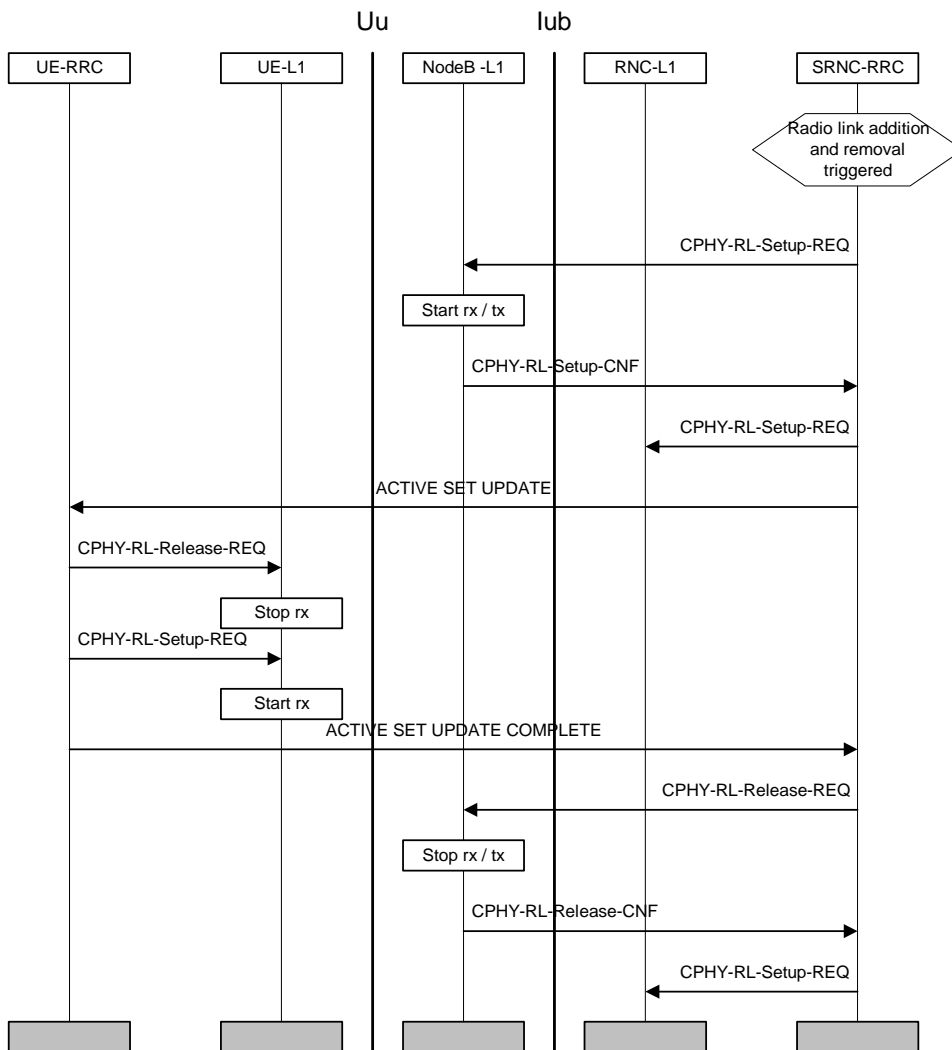 Uu
Iub
UE-RRC
UE-L1
NodeB -L1
RNC-L1
SRNC-RRC
Radio link addition
and removal
triggered
CPHY-RL-Setup-REQ
Start rx / tx
CPHY-RL-Setup-CNF
CPHY-RL-Setup-REQ
ACTIVE SET UPDATE
CPHY-RL-Release-REQ
Stop rx
CPHY-RL-Setup-REQ
Start rx
ACTIVE SET UPDATE COMPLETE
CPHY-RL-Release-REQ
Stop rx / tx
CPHY-RL-Release-CNF
CPHY-RL-Setup-REQ